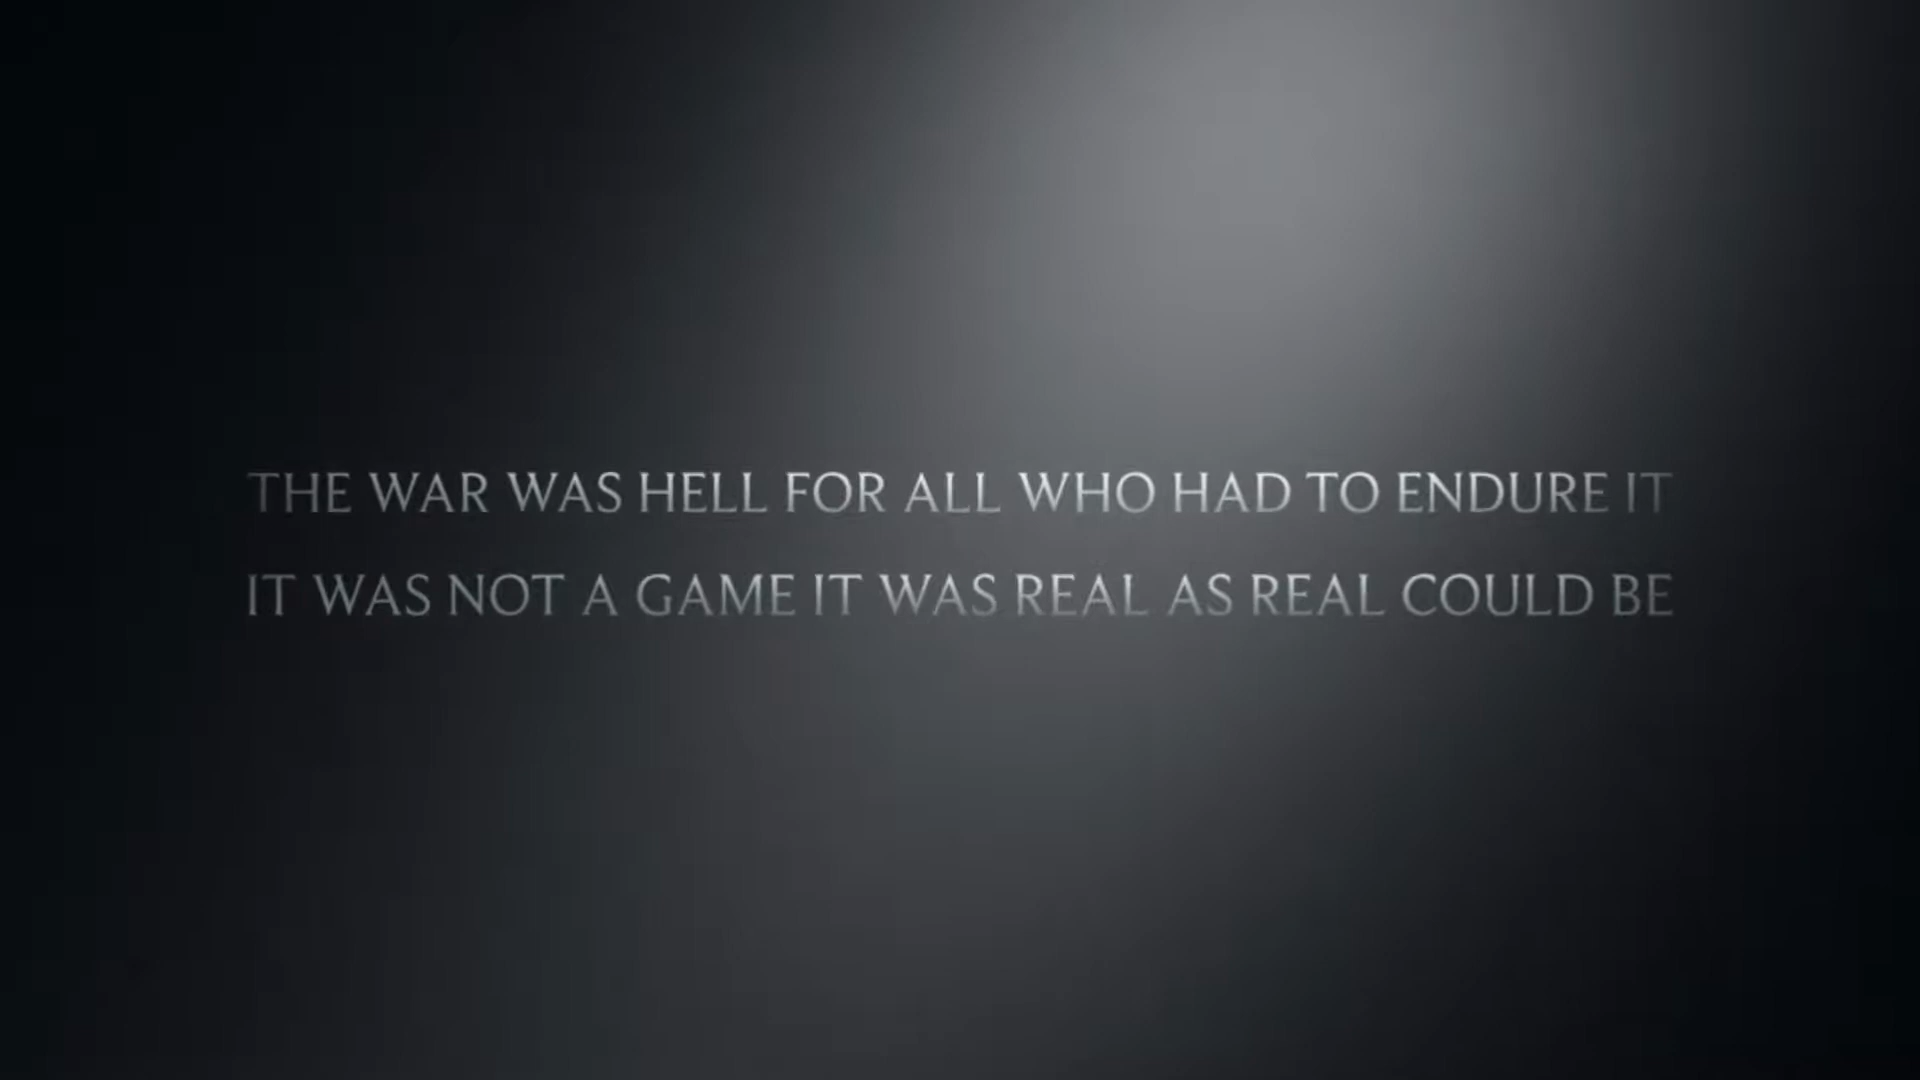 THE WAR WAS HELL FOR ALL WHO HAD TO ENDURE IT
IT WAS NOT A GAME IT WAS REAL AS REAL COULD BE